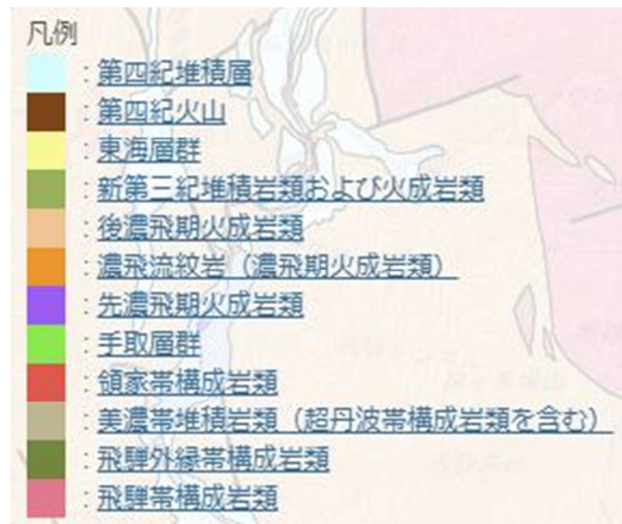 凡例
：第四紀堆積層
：第四紀火山
：東海層群
：新第三紀堆積岩類および火成岩類
：後濃飛期火成岩類
：濃飛流紋岩（濃飛期火成岩類）
：先濃飛期火成岩類
：手取層群
：領家帯構成岩類
：美濃帯堆積岩類（超丹波帯構成岩類を含む）
：飛騨外縁帯構成岩類
：飛騨帯構成岩類